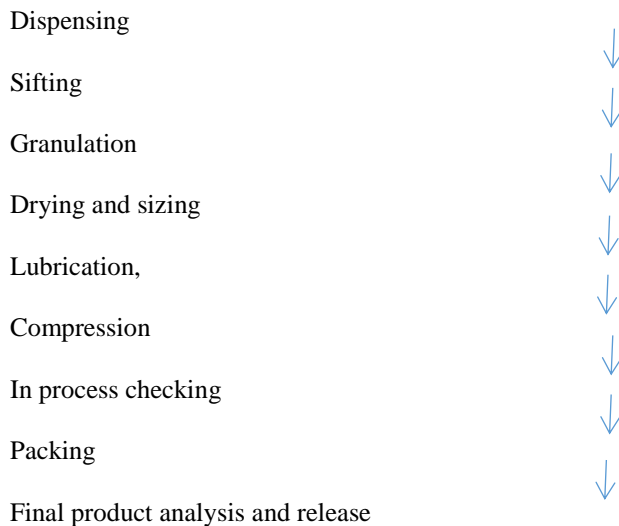 Dispensing
Sifting
Granulation
Drying and sizing
Lubrication,
Compression
In process checking
Packing
Final product analysis and release